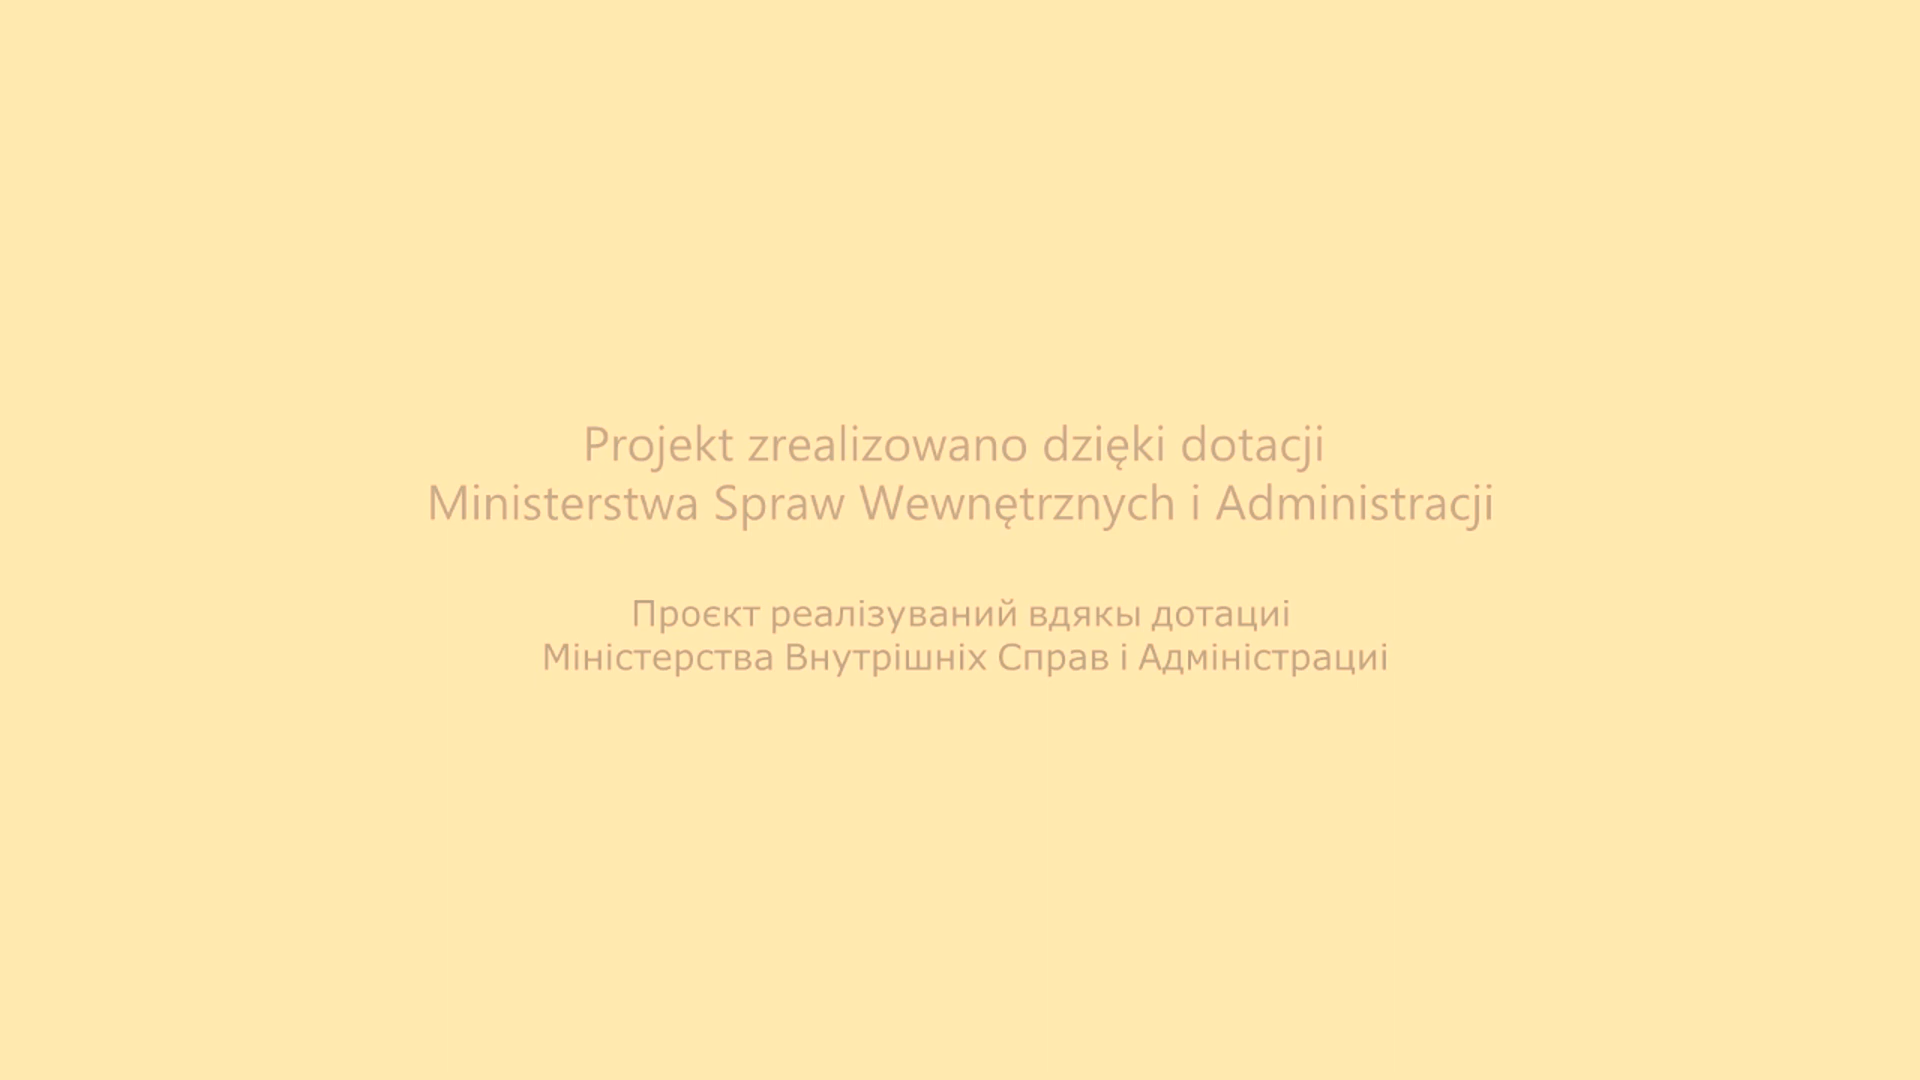 Projekt zrealizowano dzięki dotacji
Ministerstwa Spraw Wewnętrznych i Administracji
Проєкт реалізуваний вдякы дотациі
Міністерства Внутрішніх Справ і Адміністрациі